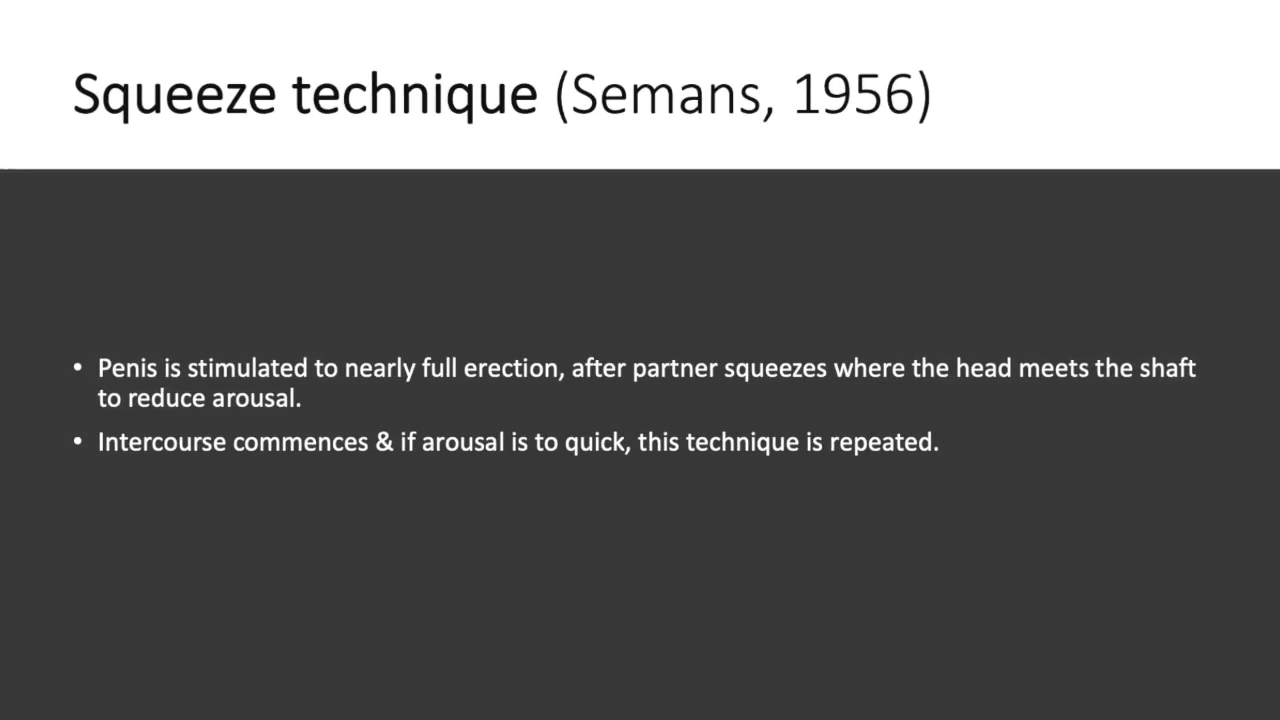 Squeeze technique (Semans, 1956)
• Penis is stimulated to nearly full erection, after partner squeezes where the head meets the shaft
to reduce arousal.
• Intercourse commences & if arousal is to quick, this technique is repeated.